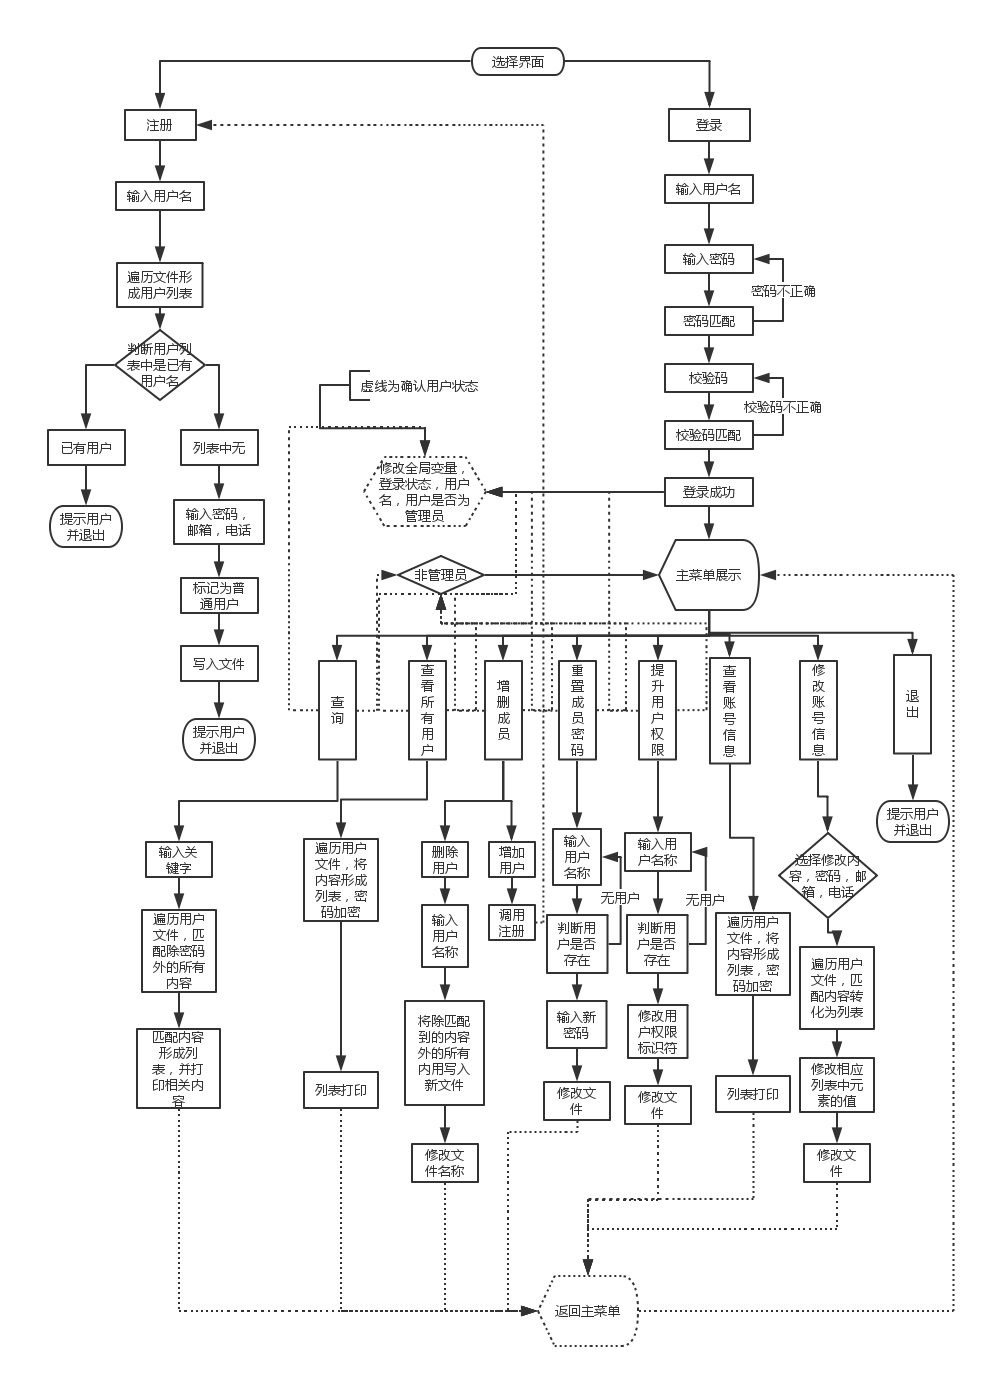 选择界面
注册
登录
输入用户名
输入用户名
遍历文件形
成用户列表
输入密码
密码不正确
密码匹配
判断用户列
表中是已有
用户名
校验码
虚线为确认用户状态
校验码不正确
校验码匹配
已有用户
列表中无
修改全局变量，
登录状态，用户
名，用户是否为
管理员
登录成功
提示用户
并退出
输入密码，
邮箱，电话
非管理员
主菜单展示
标记为普
通用户
写入文件
提示用户
并退出
查
询
查
看
所
有
用
户
增
删
成
员
重
置
成
员
密
码
提
升
用
户
权
限
查
看
账
号
信
息
修
改
账
号
信
息
退
出
提示用户
并退出
输入关
键字
遍历用户
文件，将
内容形成
列表，密
码加密
删除
用户
增加
用户
输入
用户
名称
输入用
户名称
选择修改内
容，密码，邮
箱，电话
无用户
无用户
遍历用户
文件，匹
配除密码
外的所有
内容
输入
用户
名称
调用
注册
判断用
户是否
存在
判断用
户是否
存在
遍历用户
文件，将
内容形成
列表，密
码加密
遍历用户
文件，匹
配内容转
化为列表
匹配内容
形成列
表，并打
印相关内
容
列表打印
将除匹配
到的内容
外的所有
内用写入
新文件
输入新
密码
修改用
户权限
标识符
修改文
件
修改文
件
列表打印
修改相应
列表中元
素的值
修改文
件名称
修改文
件
返回主菜单